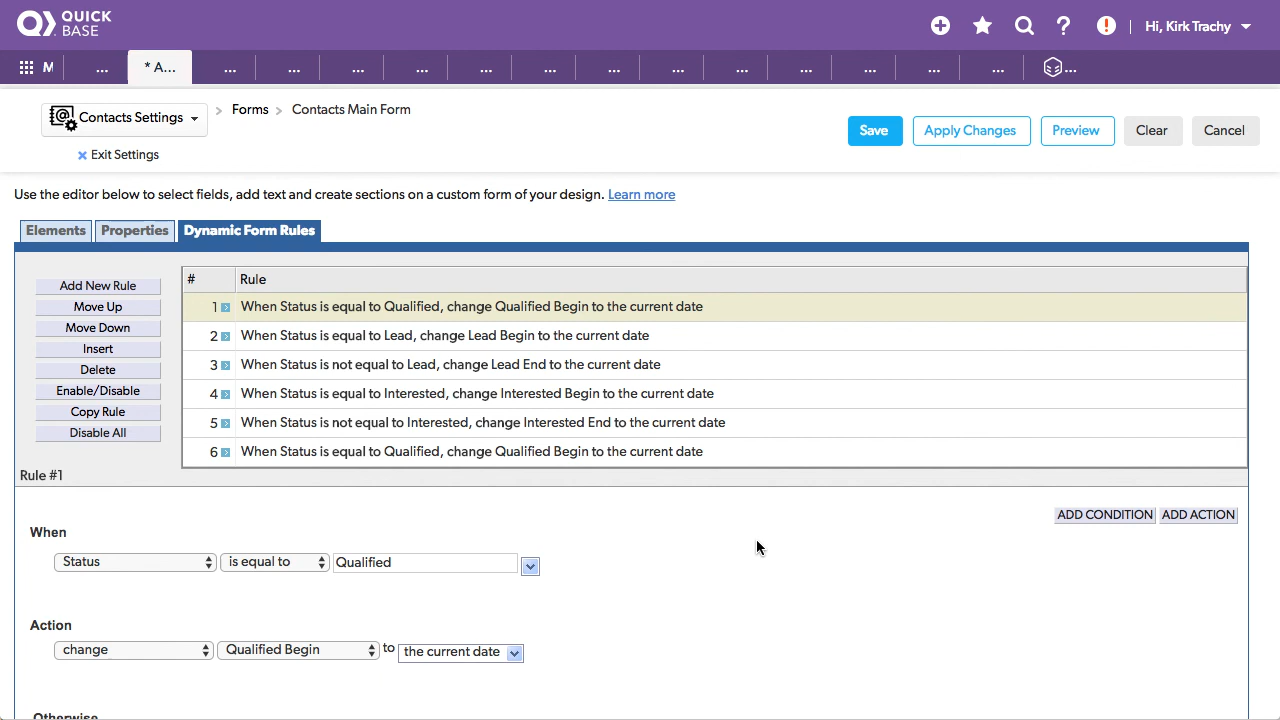 QUICK
BASE
Hi, Kirk Trachy
M
...
* A...
...
...
...
...
...
...
...
...
...
...
...
...
...
...
Contacts Settings
> Forms > Contacts Main Form
Save
Apply Changes
Preview
Clear
Cancel
Exit Settings
Use the editor below to select fields, add text and create sections on a custom form of your design. Learn more
Elements
Properties
Dynamic Form Rules
Add New Rule
Move Up
Move Down
Insert
Delete
Enable/Disable
Copy Rule
Disable All
# Rule
1 When Status is equal to Qualified, change Qualified Begin to the current date
2 When Status is equal to Lead, change Lead Begin to the current date
3 When Status is not equal to Lead, change Lead End to the current date
4 When Status is equal to Interested, change Interested Begin to the current date
5 When Status is not equal to Interested, change Interested End to the current date
6 When Status is equal to Qualified, change Qualified Begin to the current date
Rule #1
ADD CONDITION ADD ACTION
When
Status is equal to Qualified
Action
change Qualified Begin to the current date
Otherwise